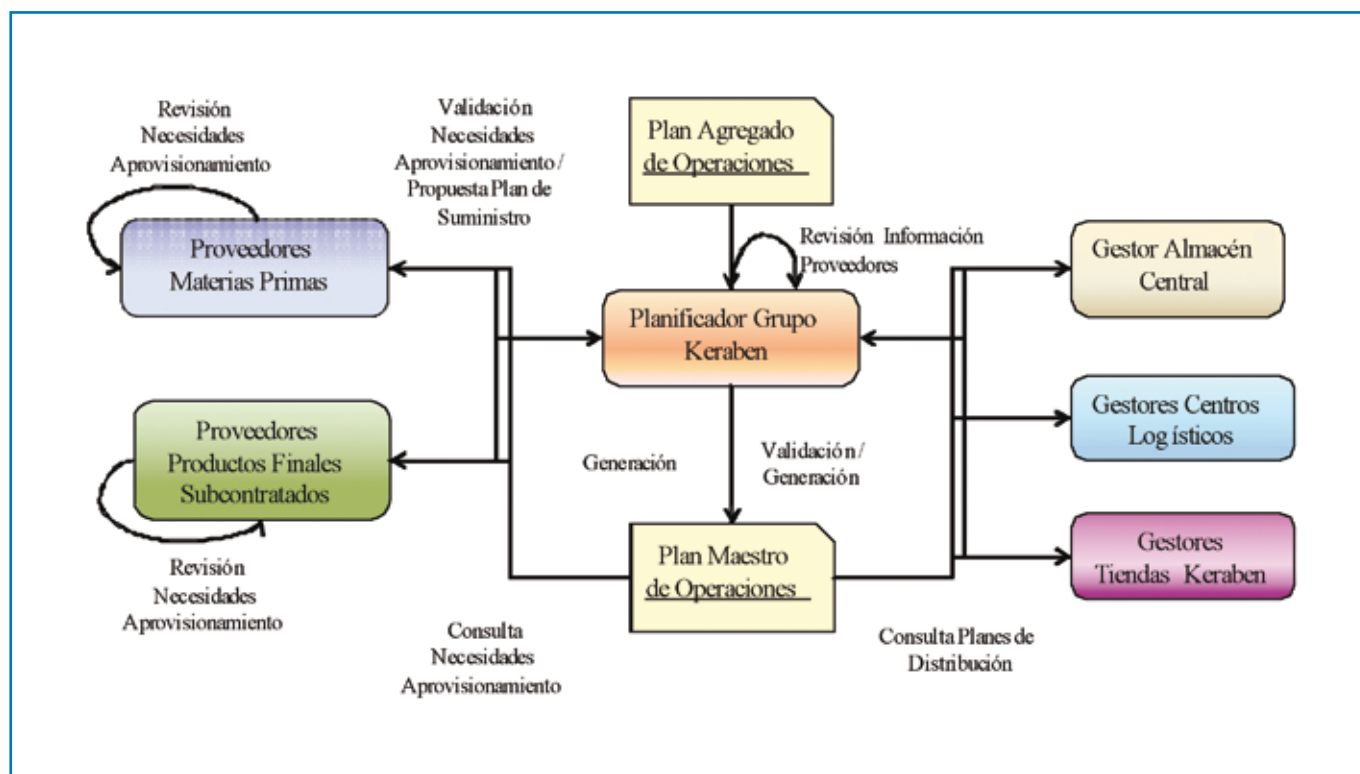 Revisión
Necesidades
Aprovisionamiento
Validación
Necesidades
Aprovisionamiento /
Propuesta Plan de
Suministro
Plan Agregado
de Operaciones
Revisión Información
Proveedores
Proveedores
Materias Primas
Planificador Grupo
Keraben
Gestor Almacén
Central
Proveedores
Productos Finales
Subcontratados
Generación
Validación /
Generación
Gestores Centros
Logísticos
Revisión
Necesidades
Aprovisionamiento
Plan Maestro
de Operaciones
Gestores
Tiendas Keraben
Consulta
Necesidades
Aprovisionamiento
Consulta Planes de
Distribución